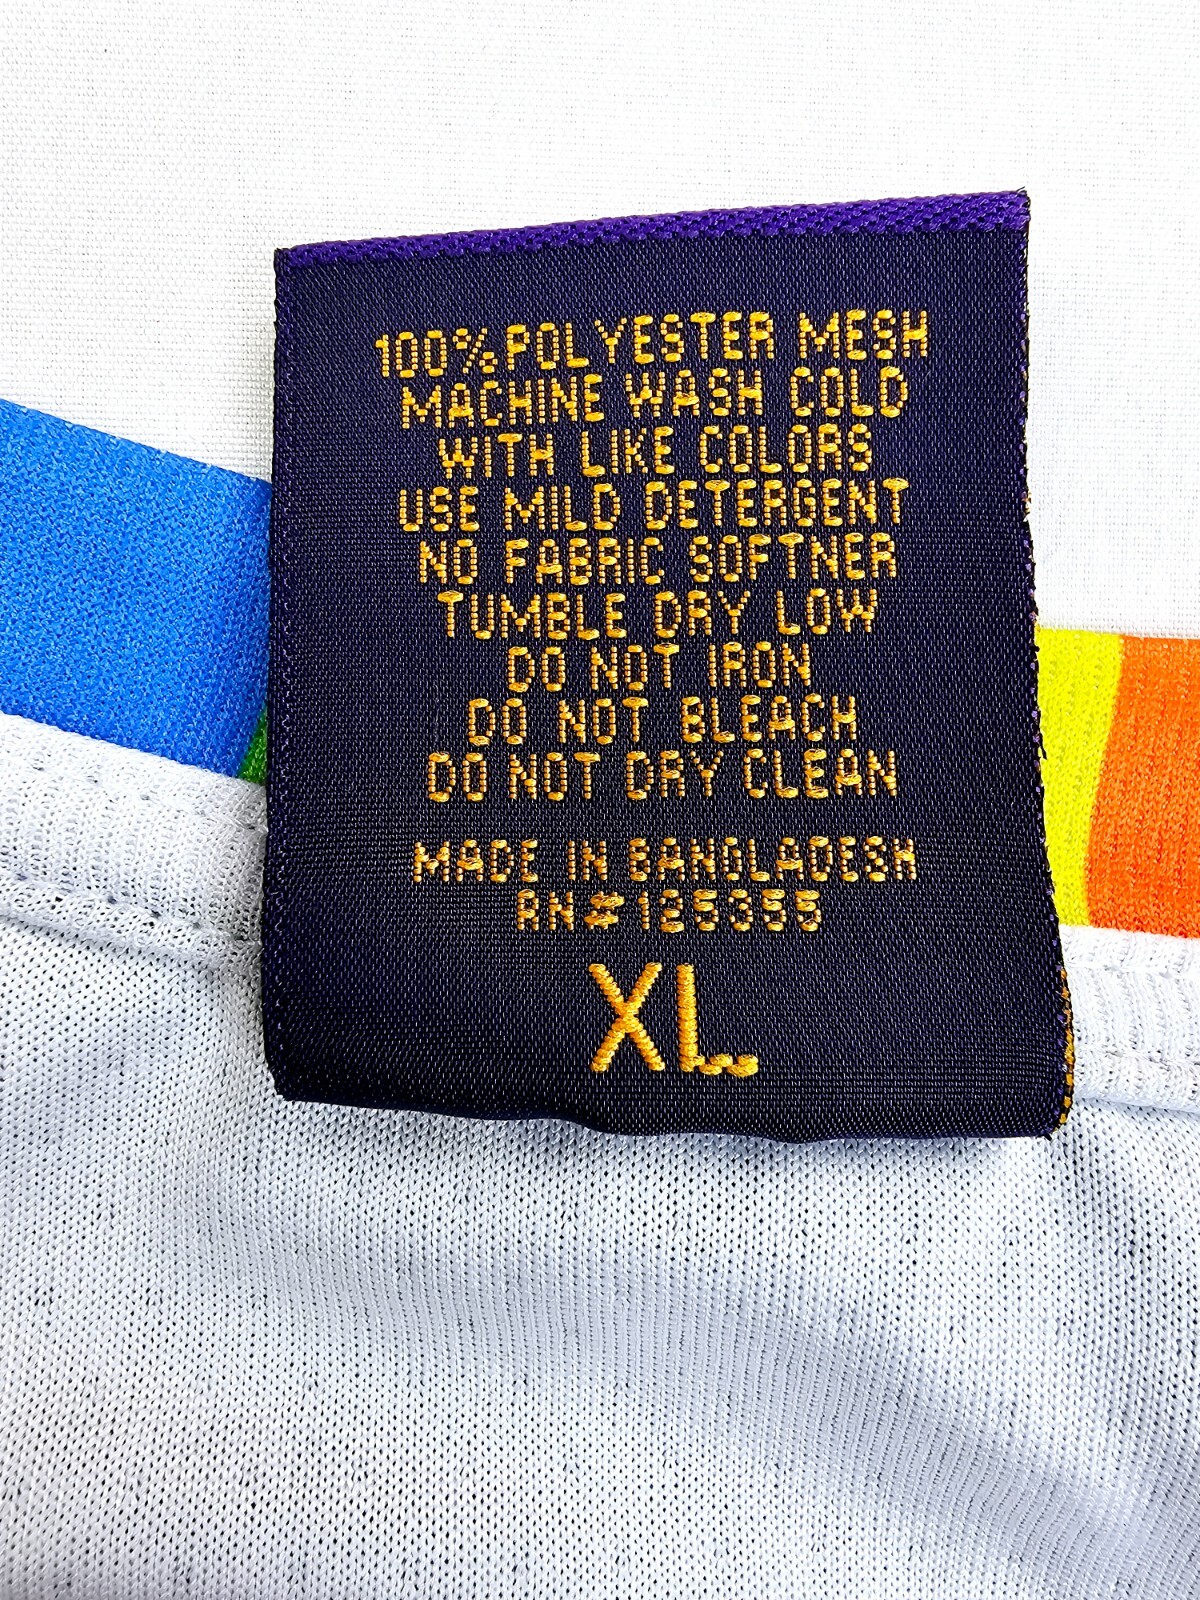 100% POLYESTER MESH
MACHINE WASH COLD
WITH LIKE COLORS
USE MILD DETERGENT
NO FABRIC SOFTNER
TUMBLE DRY LOW
DO NOT IRON
DO NOT BLEACH
DO NOT DRY CLEAN
MADE IN BANGLADESH
RN#125355
XL